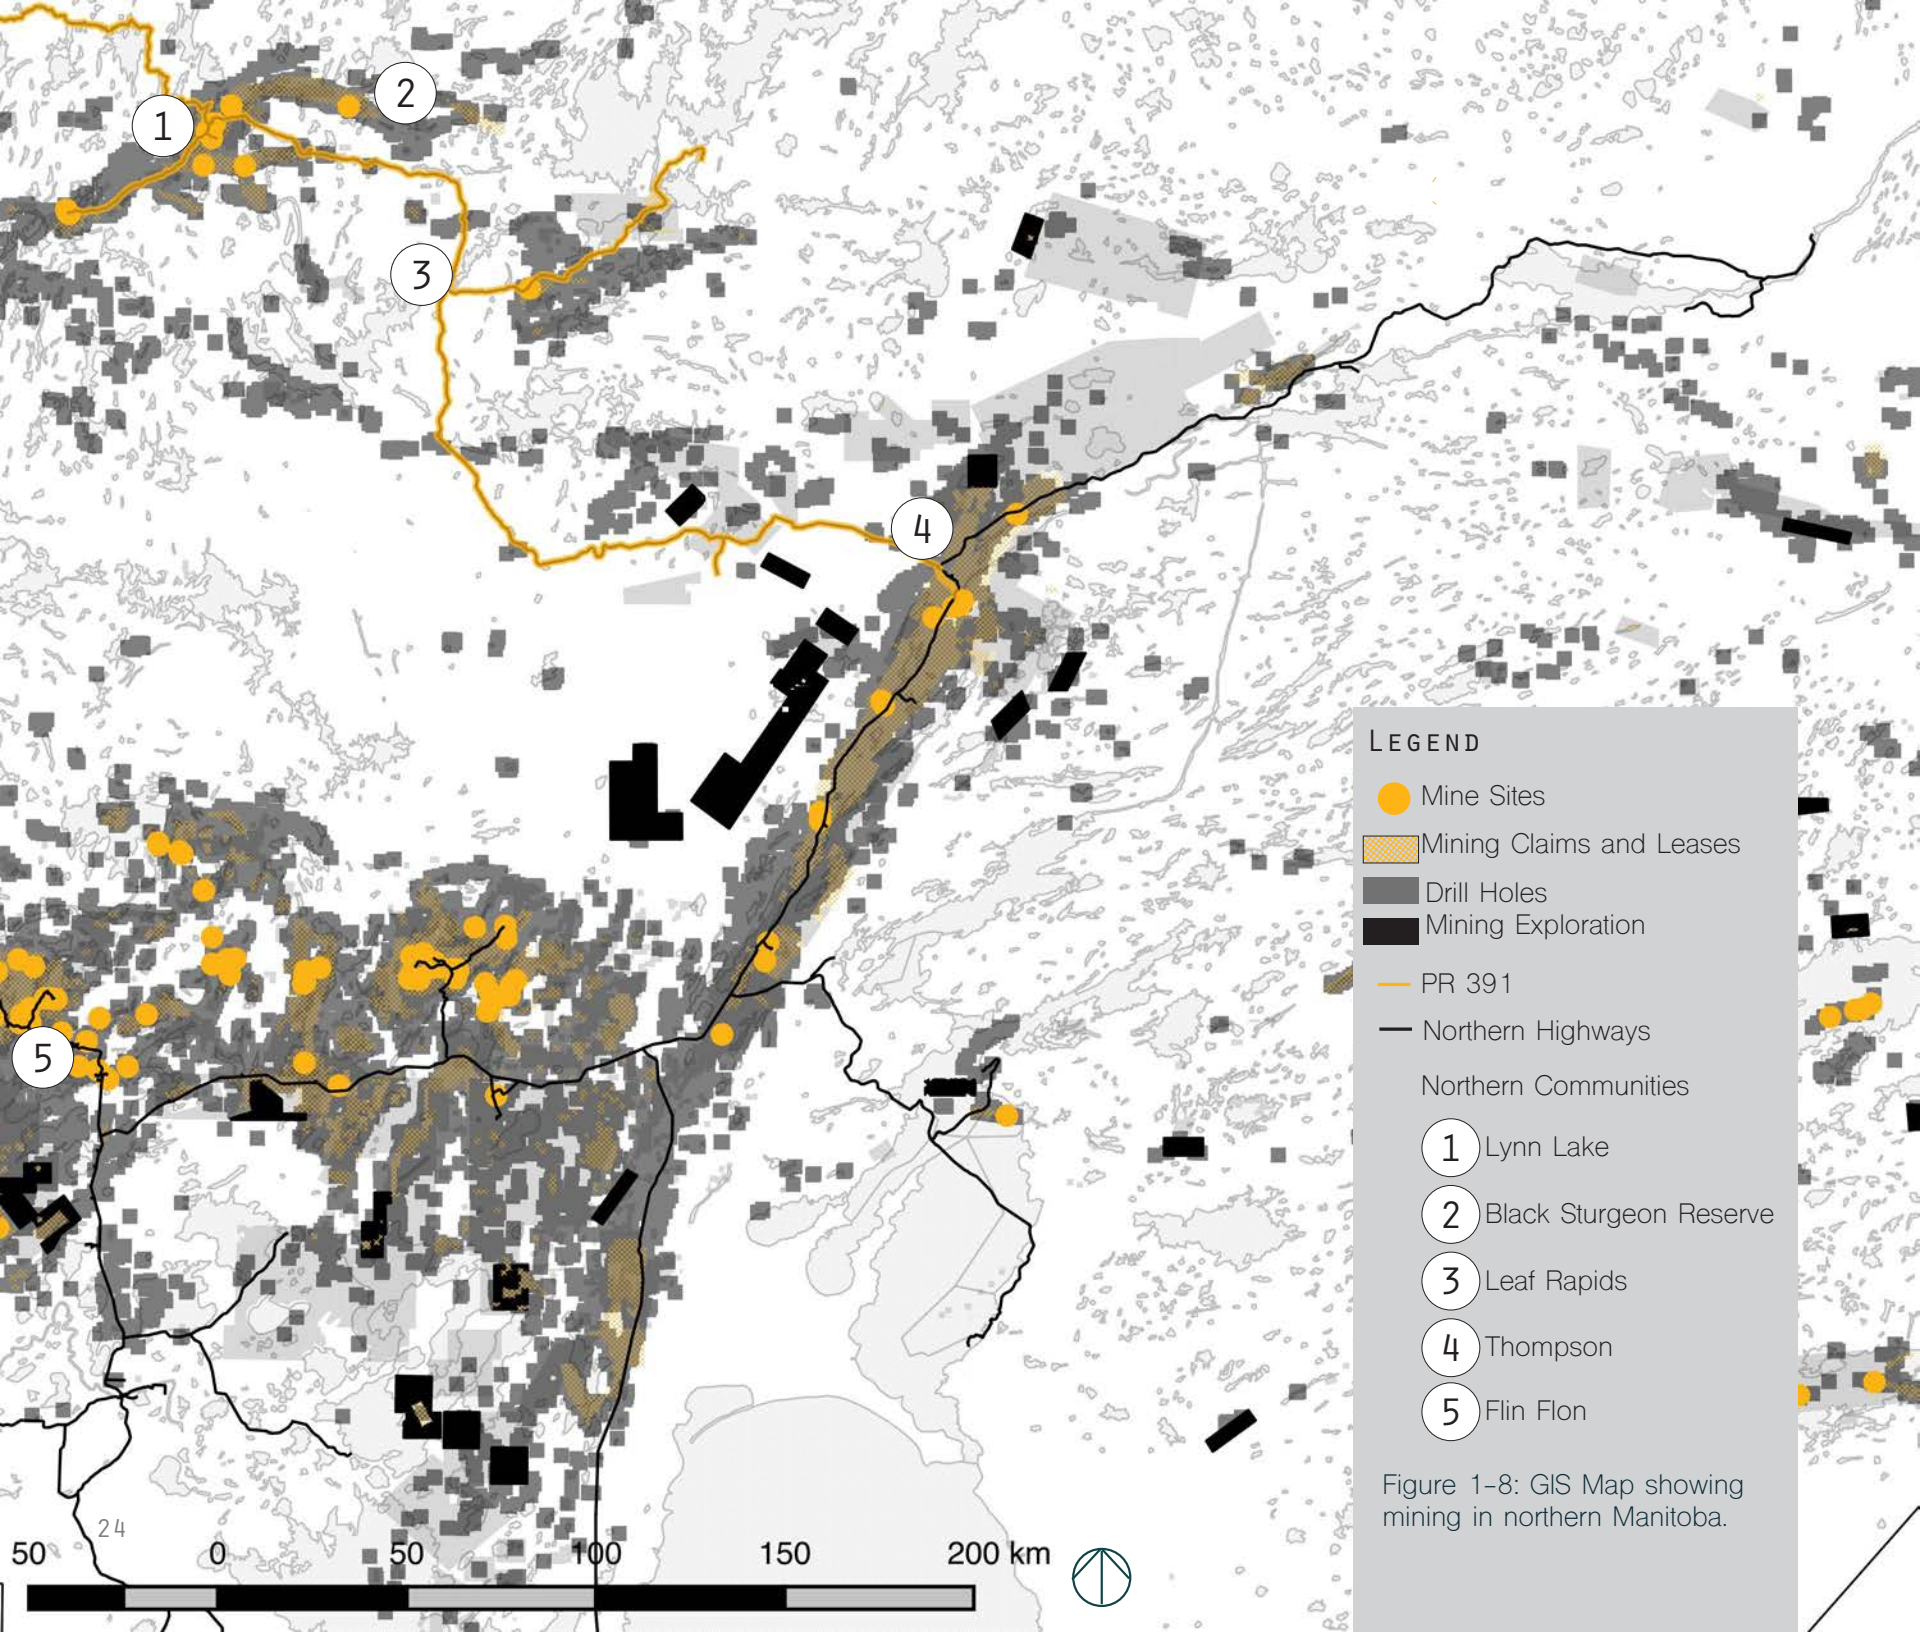 1
2
3
4
5
LEGEND
Mine Sites
Mining Claims and Leases
Drill Holes
Mining Exploration
PR 391
Northern Highways
Northern Communities
1 Lynn Lake
2 Black Sturgeon Reserve
3 Leaf Rapids
4 Thompson
5 Flin Flon
Figure 1-8: GIS Map showing
mining in northern Manitoba.
24
50 0 50 100 150 200 km